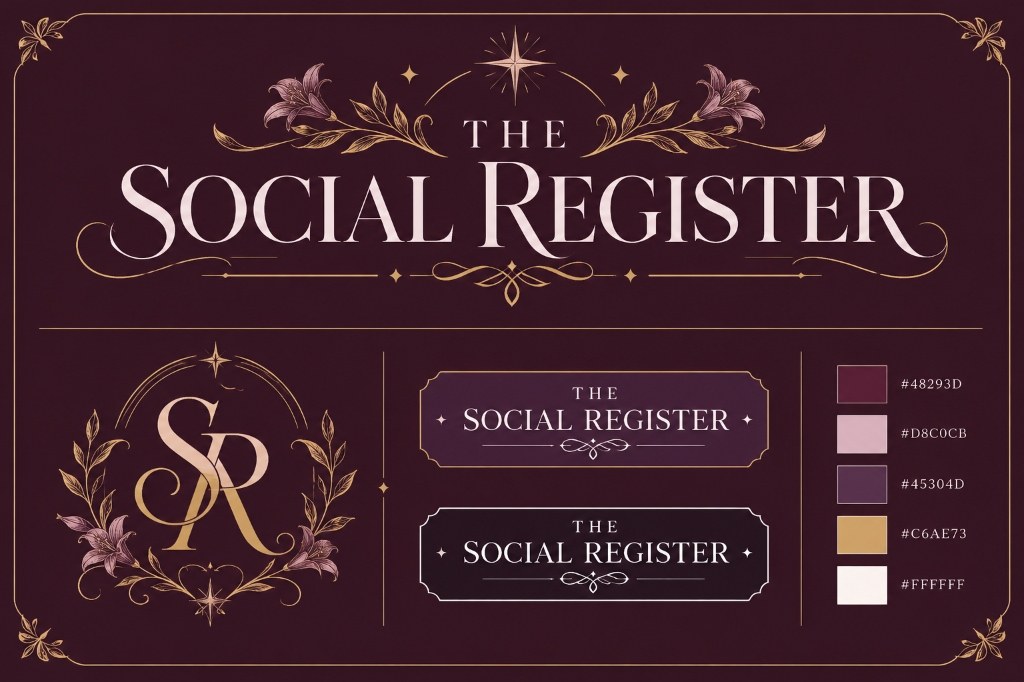 THE
SOCIAL REGISTER
SR
THE
SOCIAL REGISTER
THE
SOCIAL REGISTER
#48293D
#D8C0CB
#45304D
#C6AE73
#FFFFFF